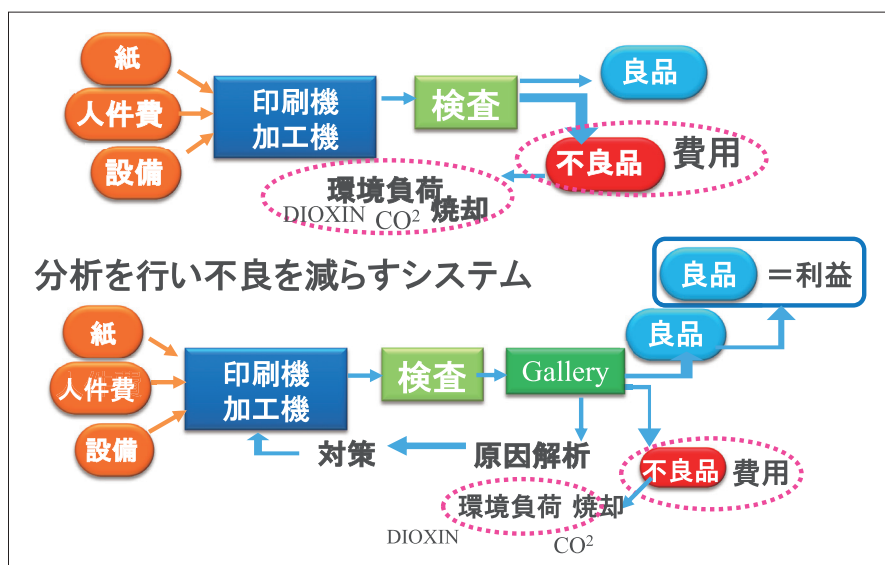 紙
人件費
設備
印刷機
加工機
検査
良品
不良品
費用
環境負荷
焼却
DIOXIN
CO²
分析を行い不良を減らすシステム
良品
＝利益
紙
人件費
設備
印刷機
加工機
検査
Gallery
良品
対策
原因解析
不良品
費用
環境負荷 焼却
DIOXIN
CO²